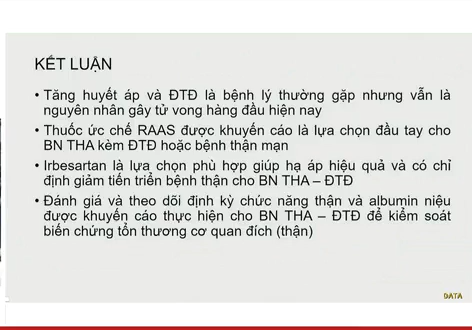 KẾT LUẬN
• Tăng huyết áp và ĐTĐ là bệnh lý thường gặp nhưng vẫn là
nguyên nhân gây tử vong hàng đầu hiện nay
• Thuốc ức chế RAAS được khuyến cáo là lựa chọn đầu tay cho
BN THA kèm ĐTĐ hoặc bệnh thận mạn
• Irbesartan là lựa chọn phù hợp giúp hạ áp hiệu quả và có chỉ
định giảm tiến triển bệnh thận cho BN THA – ĐTĐ
• Đánh giá và theo dõi định kỳ chức năng thận và albumin niệu
được khuyến cáo thực hiện cho BN THA – ĐTĐ để kiểm soát
biến chứng tổn thương cơ quan đích (thận)
DATA